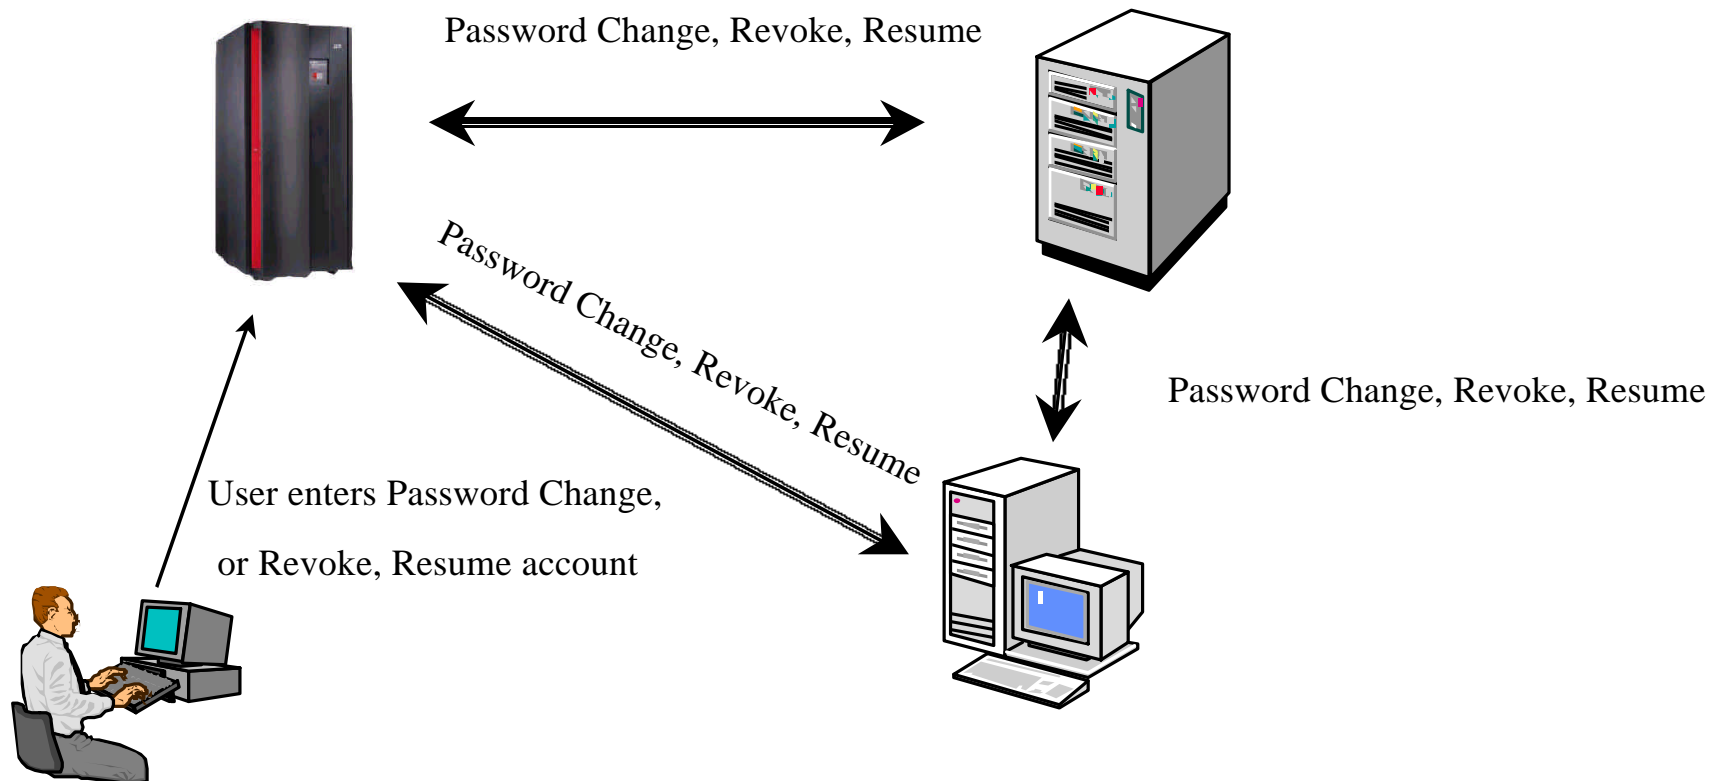 Password Change, Revoke, Resume
Password Change, Revoke, Resume
Password Change, Revoke, Resume
User enters Password Change,
or Revoke, Resume account